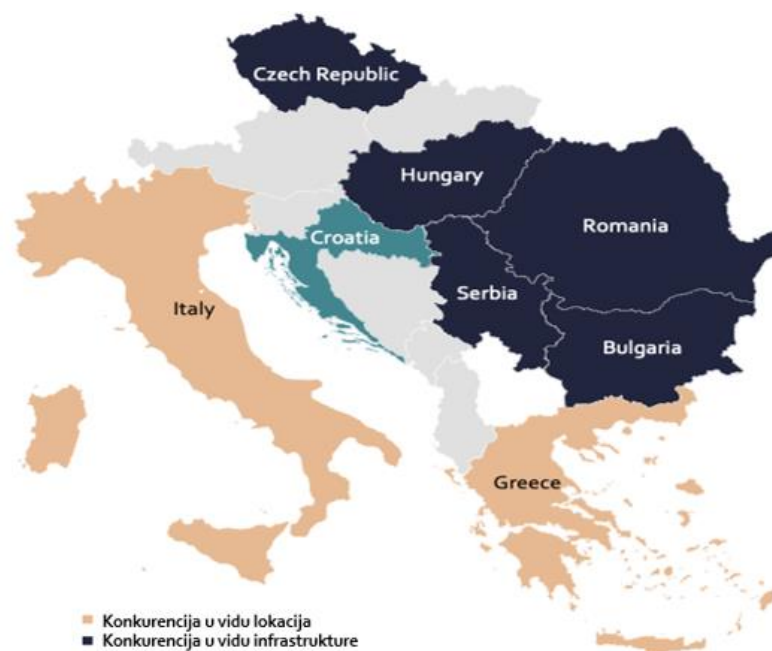 Czech Republic
Hungary
Romania
Croatia
Serbia
Italy
Bulgaria
Greece
Konkurencija u vidu lokacija
Konkurencija u vidu infrastrukture